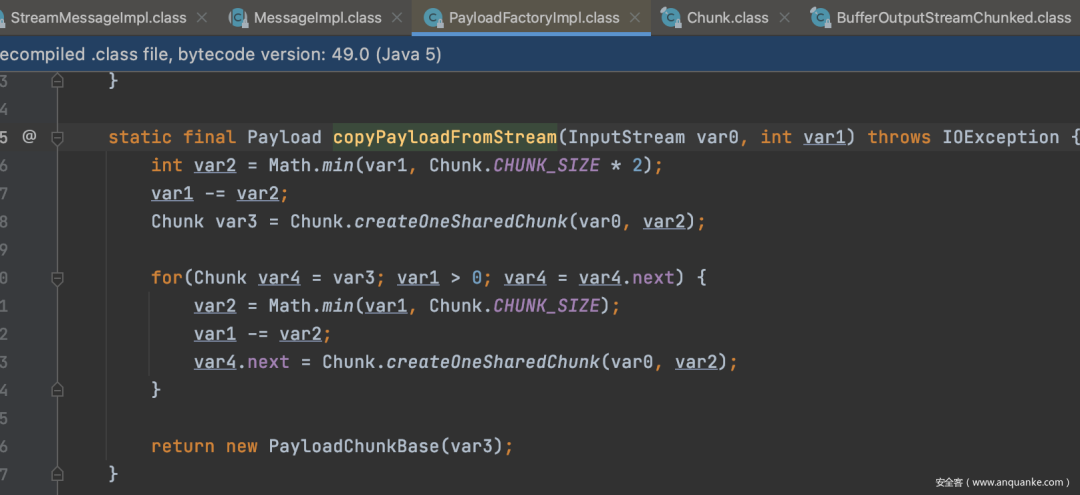 StreamMessageImpl.class × MessageImpl.class × PayloadFactoryImpl.class × Chunk.class × BufferOutputStreamChunked.class
ecompiled .class file, bytecode version: 49.0 (Java 5)
3 }
4
5 @ static final Payload copyPayloadFromStream(InputStream var0, int var1) throws IOException {
6 int var2 = Math.min(var1, Chunk.CHUNK_SIZE * 2);
7 var1 -= var2;
8 Chunk var3 = Chunk.createOneSharedChunk(var0, var2);
9
0 for(Chunk var4 = var3; var1 > 0; var4 = var4.next) {
1 var2 = Math.min(var1, Chunk.CHUNK_SIZE);
2 var1 -= var2;
3 var4.next = Chunk.createOneSharedChunk(var0, var2);
4 }
5
6 return new PayloadChunkBase(var3);
7 }
安全客（www.anquanke.com）